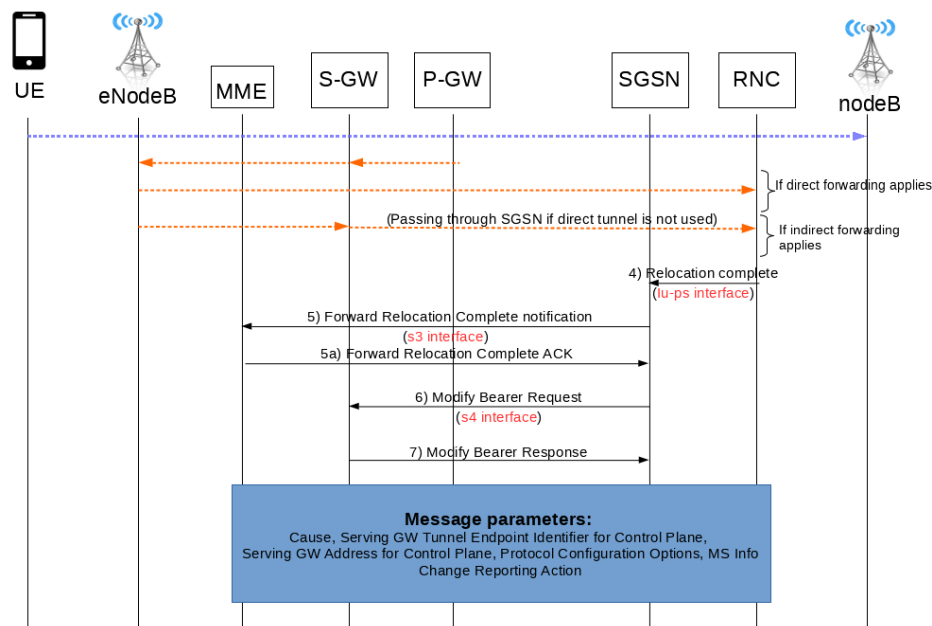 UE
eNodeB
MME
S-GW
P-GW
SGSN
RNC
nodeB
If direct forwarding applies
(Passing through SGSN if direct tunnel is not used)
If indirect forwarding
applies
4) Relocation complete
(Iu-ps interface)
5) Forward Relocation Complete notification
(s3 interface)
5a) Forward Relocation Complete ACK
6) Modify Bearer Request
(s4 interface)
7) Modify Bearer Response
Message parameters:
Cause, Serving GW Tunnel Endpoint Identifier for Control Plane,
Serving GW Address for Control Plane, Protocol Configuration Options, MS Info
Change Reporting Action